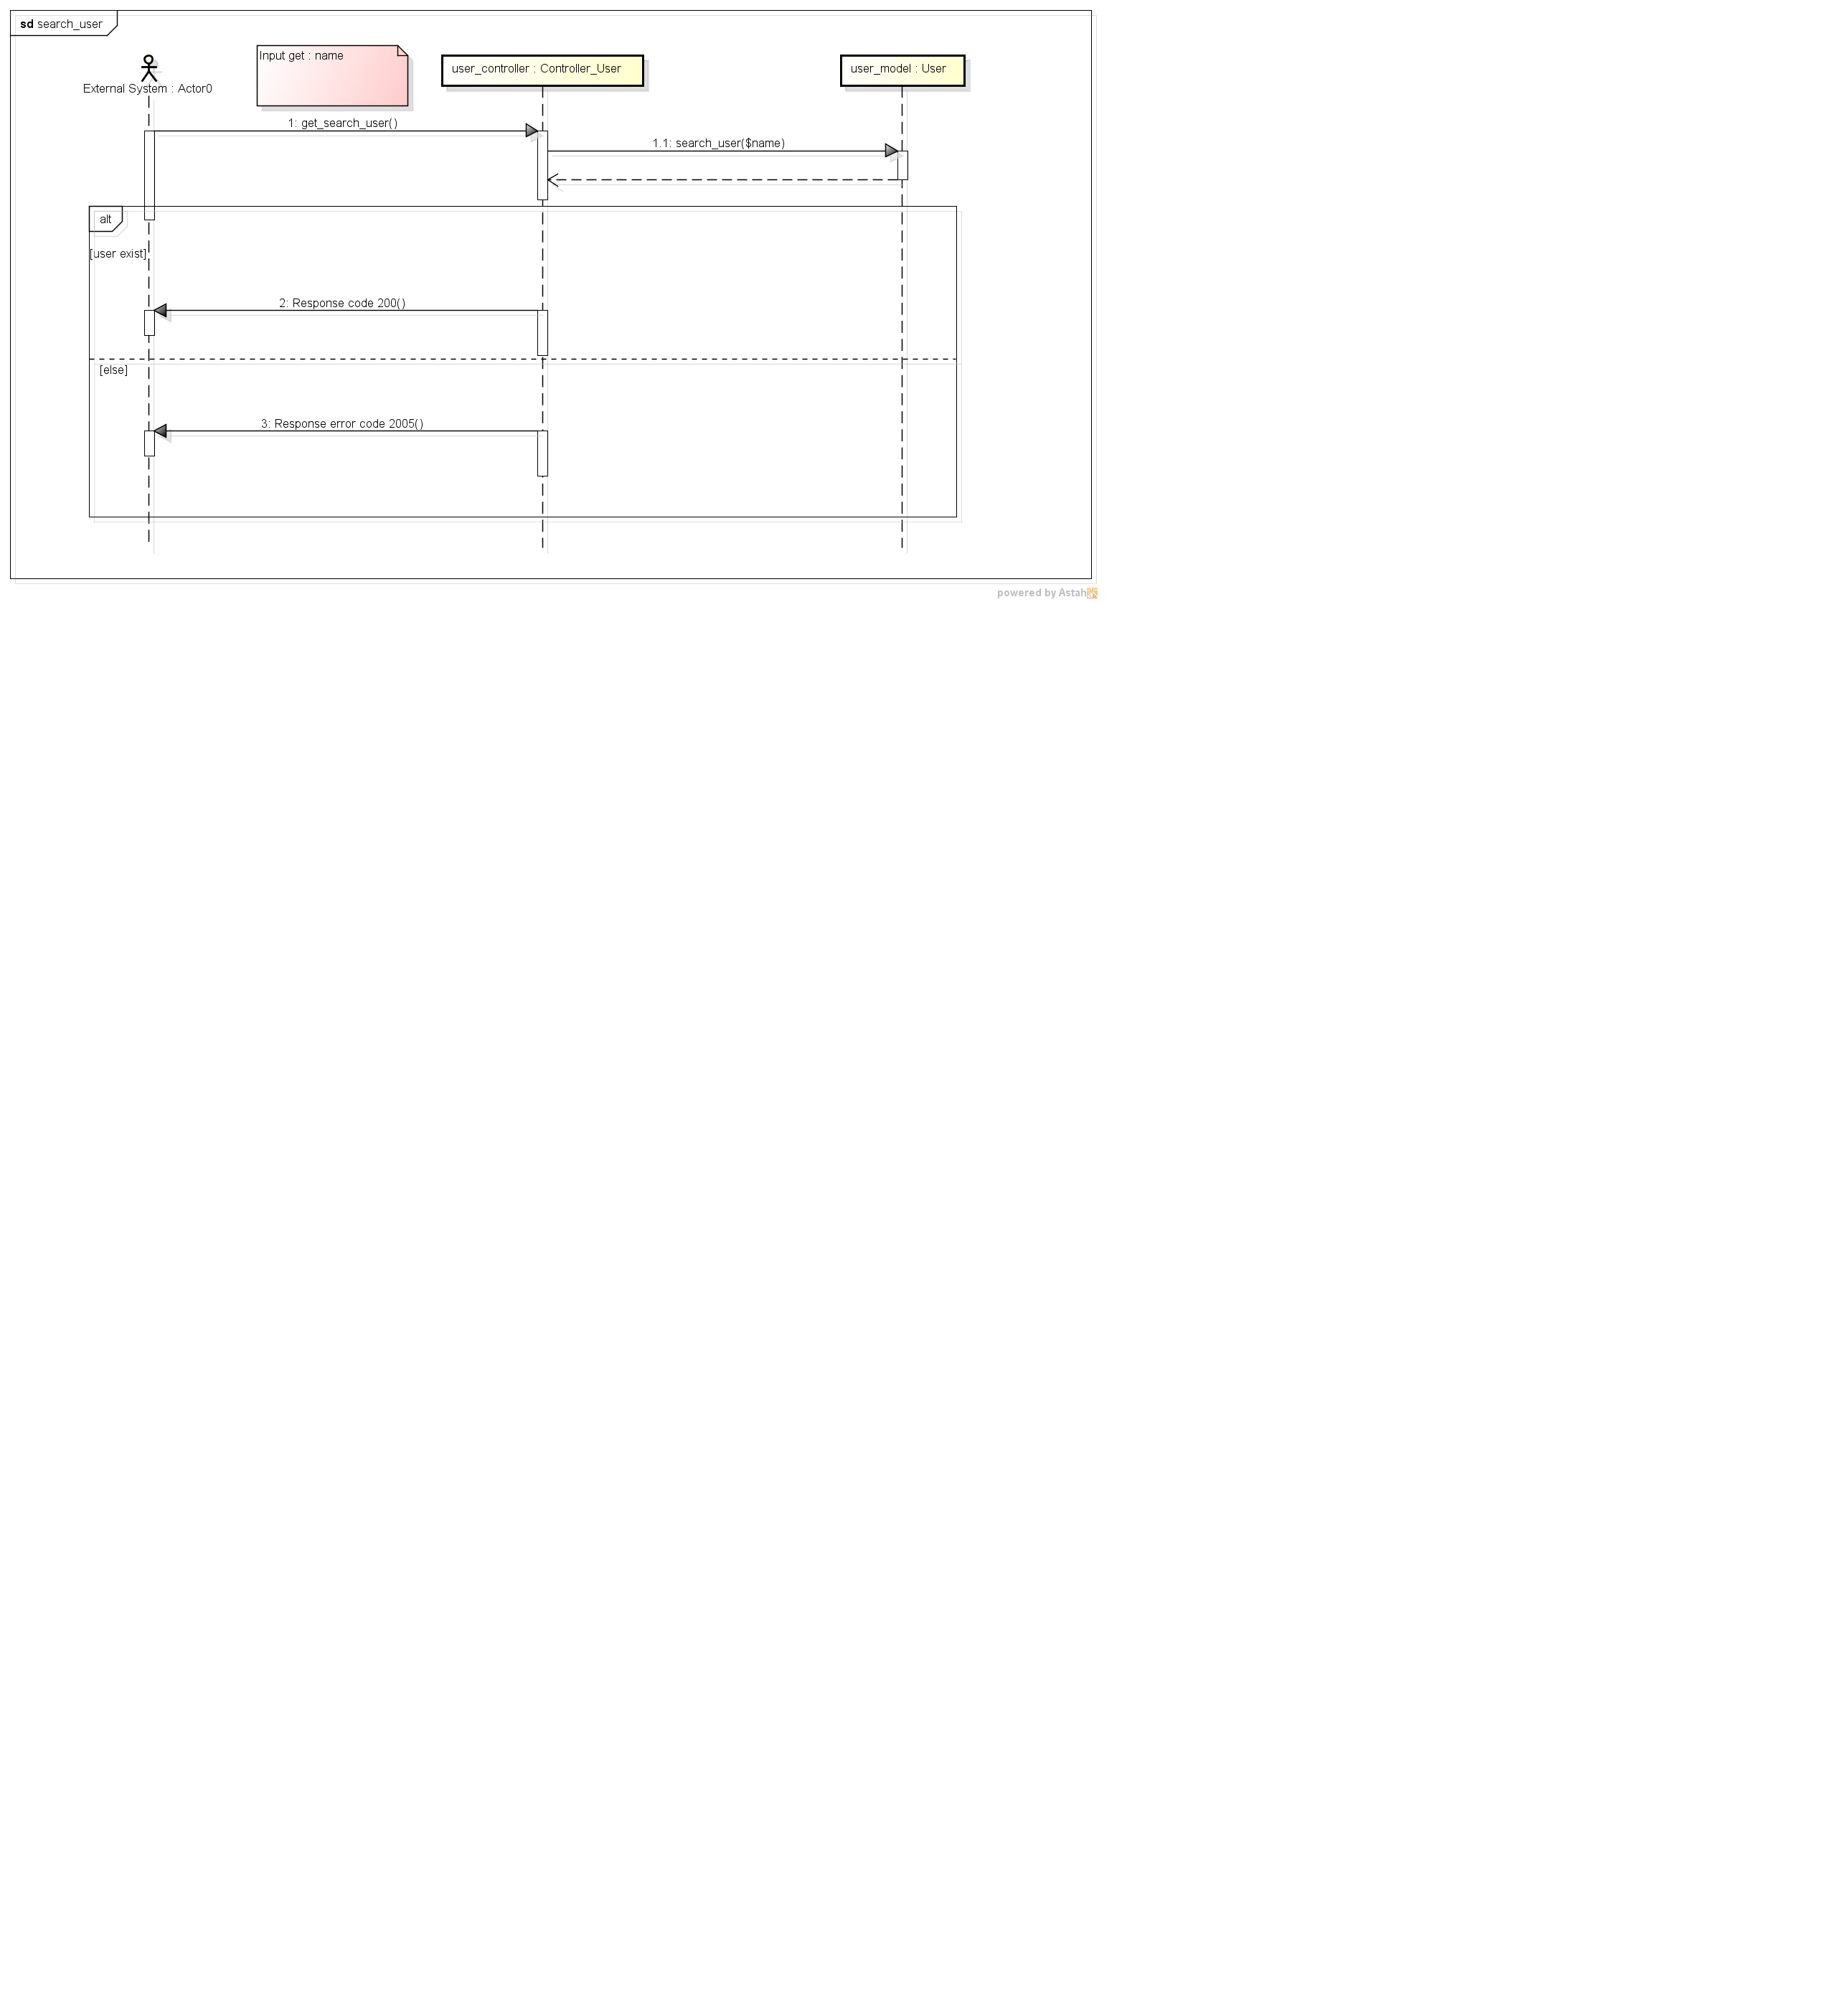 sd search_user
Input get : name
External System : Actor0
user_controller : Controller_User
user_model : User
1: get_search_user()
1.1: search_user($name)
alt
[user exist]
2: Response code 200()
[else]
3: Response error code 2005()
powered by Astah